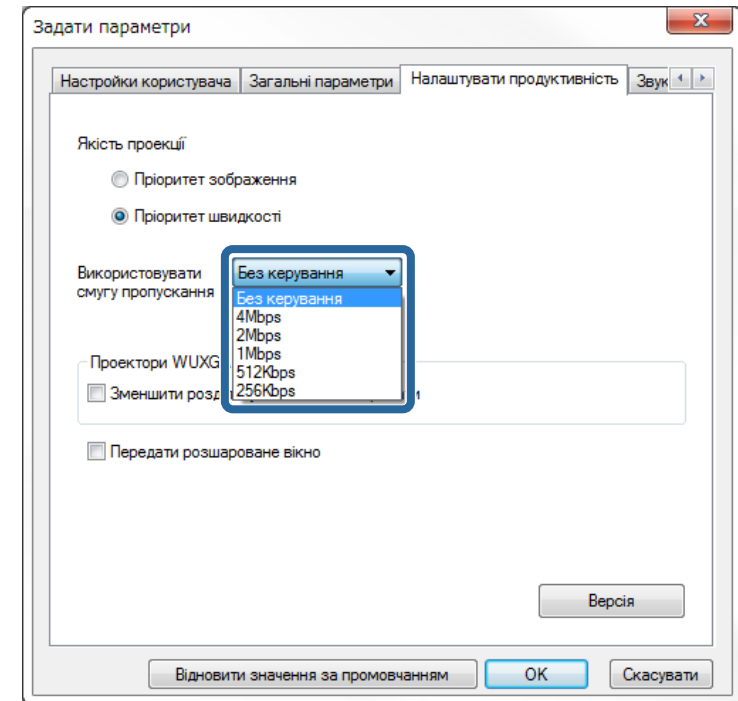 Задати параметри
Настройки користувача Загальні параметри Налаштувати продуктивність Звук
Якість проекції
Пріоритет зображення
Пріоритет швидкості
Використовувати
смугу пропускання
Без керування
Без керування
4Mbps
2Mbps
1Mbps
512Kbps
256Kbps
Проектори WUXG
Зменшити розд
Передати розшароване вікно
Версія
Відновити значення за промовчанням OK Скасувати